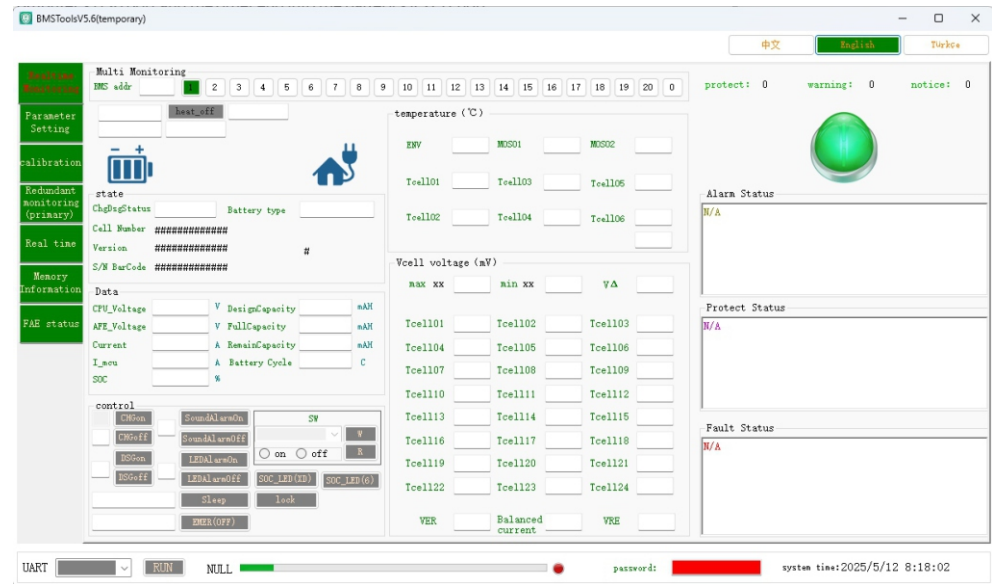 BMSToolsV5.6(temporary)
中文 English Türkçe
Realtime Monitoring
Parameter Setting
calibration
Redundant monitoring (primary)
Real time
Memory Information
FAE status
Multi Monitoring
BMS addr 1 2 3 4 5 6 7 8 9 10 11 12 13 14 15 16 17 18 19 20 0
protect: 0 warning: 0 notice: 0
heat_off
state
ChgDsgStatus Battery type
Cell Number #############
Version ############# #
S/N BarCode #############
Data
CPU_Voltage V DesignCapacity mAH
AFE_Voltage V FullCapacity mAH
Current A RemainCapacity mAH
I_mcu A Battery Cycle C
SOC %
control
CHGon SoundAlarmOn SW
CHGoff SoundAlarmOff W
DSGon LEDAlarmOn on off R
DSGoff LEDAlarmOff SOC_LED(XD) SOC_LED(6)
Sleep lock
EMER(OFF)
temperature (℃)
ENV MOS01 MOS02
Tcell01 Tcell03 Tcell05
Tcell02 Tcell04 Tcell06
Vcell voltage (mV)
max xx min xx V∆
Tcell01 Tcell02 Tcell03
Tcell04 Tcell05 Tcell06
Tcell07 Tcell08 Tcell09
Tcell10 Tcell11 Tcell12
Tcell13 Tcell14 Tcell15
Tcell16 Tcell17 Tcell18
Tcell19 Tcell20 Tcell21
Tcell22 Tcell23 Tcell24
VER Balanced current VRE
Alarm Status
N/A
Protect Status
N/A
Fault Status
N/A
UART RUN NULL password: system time:2025/5/12 8:18:02